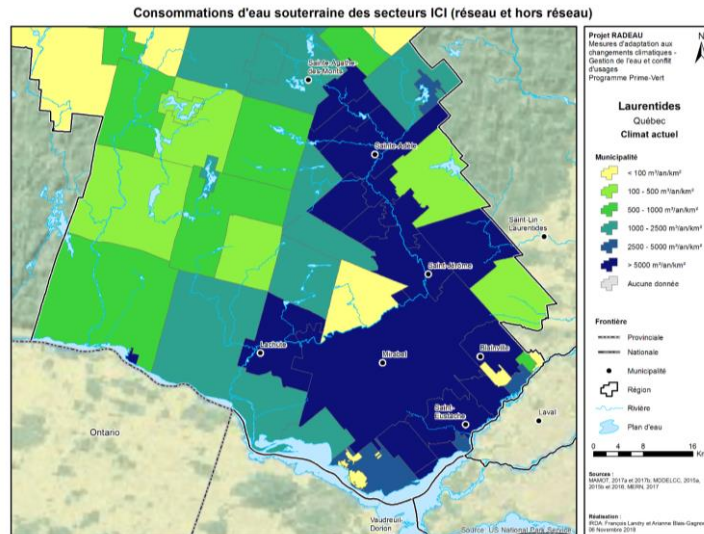 Consommations d'eau souterraine des secteurs ICI (réseau et hors réseau)
Sainte-Agathe-
des-Monts
Sainte-Adèle
Saint-Lin -
Laurentides
Saint-Jérôme
Lachute
Mirabel
Blainville
Saint-
Eustache
Laval
Ontario
Vaudreuil-
Dorion
Source: US National Park Service
Projet RADEAU
Mesures d'adaptation aux
changements climatiques -
Gestion de l'eau et conflit
d'usages
Programme Prime-Vert
N
Laurentides
Québec
Climat actuel
Municipalité
< 100 m³/an/km²
100 - 500 m³/an/km²
500 - 1000 m³/an/km²
1000 - 2500 m³/an/km²
2500 - 5000 m³/an/km²
> 5000 m³/an/km²
Aucune donnée
Frontière
Provinciale
Nationale
Municipalité
Région
Rivière
Plan d'eau
0 4 8 16
Km
Sources :
MAMOT, 2017a et 2017b, MDDELCC, 2015a,
2015b et 2016, MERN, 2017
Réalisation :
IRDA, François Landry et Arianne Blais-Gagnon
06 Novembre 2018